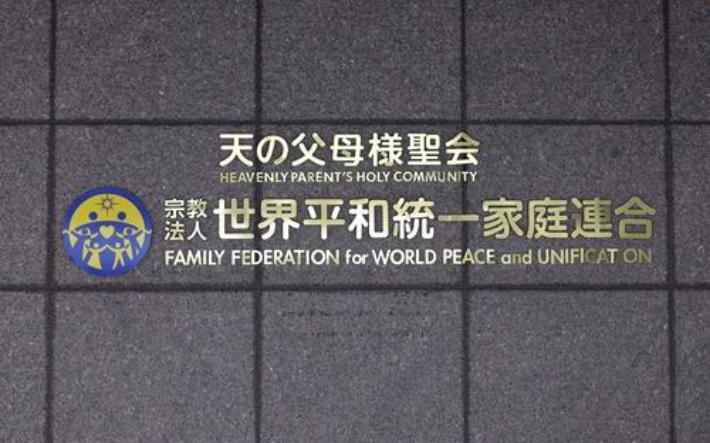 天の父母様聖会
HEAVENLY PARENT'S HOLY COMMUNITY
宗教法人 世界平和統一家庭連合
FAMILY FEDERATION for WORLD PEACE and UNIFICAT ON